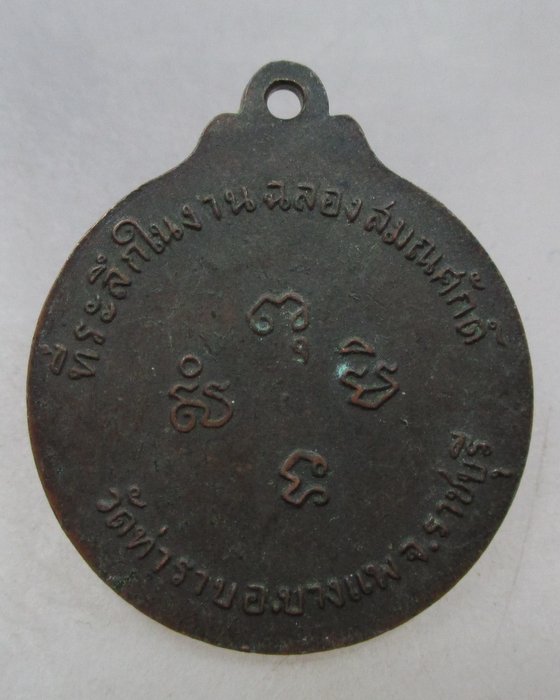 ที่ระลึกในงานฉลองสมณศักดิ์
วัดท่าราบ อ.บางแพ จ.ราชบุรี